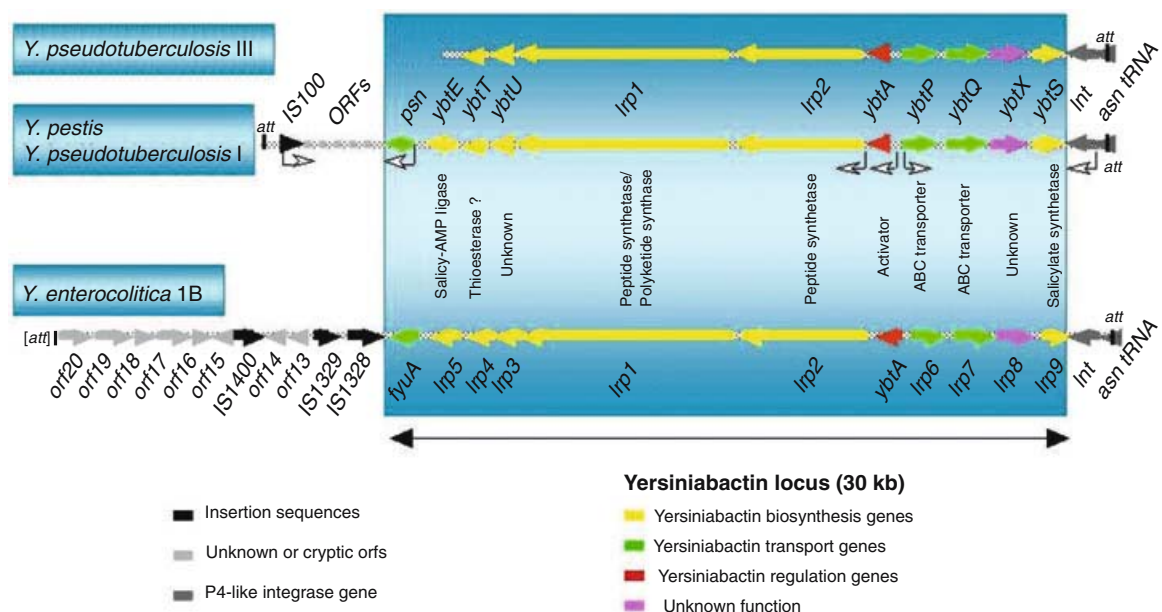 Y. pseudotuberculosis III
att
IS100
ORFs
psn
ybtE
ybtT
ybtU
Irp1
Irp2
ybtA
ybtP
ybtQ
ybtX
ybtS
Int
asn tRNA
Y. pestis
Y. pseudotuberculosis I
att
att
Salicy-AMP ligase
Thioesterase ?
Unknown
Peptide synthetase/
Polyketide synthase
Peptide synthetase
Activator
ABC transporter
ABC transporter
Unknown
Salicylate synthetase
Y. enterocolitica 1B
att
[att]
orf20
orf19
orf18
orf17
orf16
orf15
IS1400
orf14
orf13
IS1329
IS1328
fyuA
Irp5
Irp4
Irp3
Irp1
Irp2
ybtA
Irp6
Irp7
Irp8
Irp9
Int
asn tRNA
Yersiniabactin locus (30 kb)
Insertion sequences
Unknown or cryptic orfs
P4-like integrase gene
Yersiniabactin biosynthesis genes
Yersiniabactin transport genes
Yersiniabactin regulation genes
Unknown function